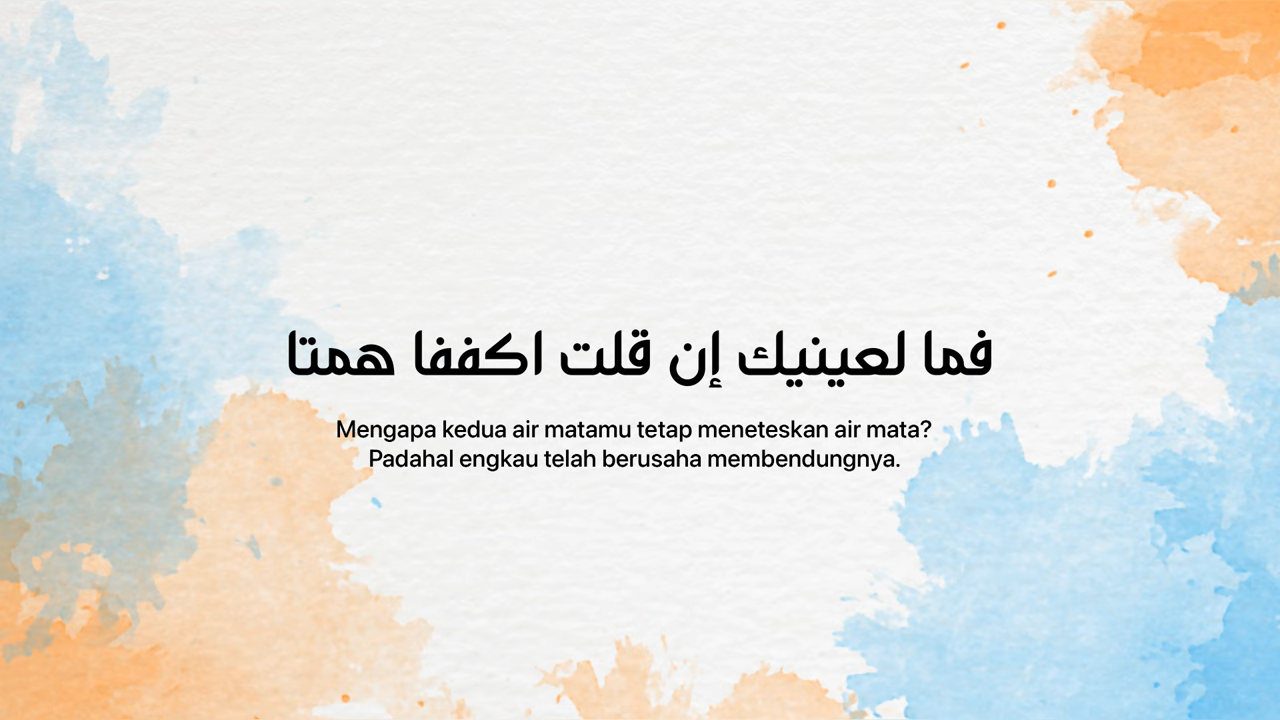 فما لعينيك إن قلت اكففا همتا
Mengapa kedua air matamu tetap meneteskan air mata?
Padahal engkau telah berusaha membendungnya.